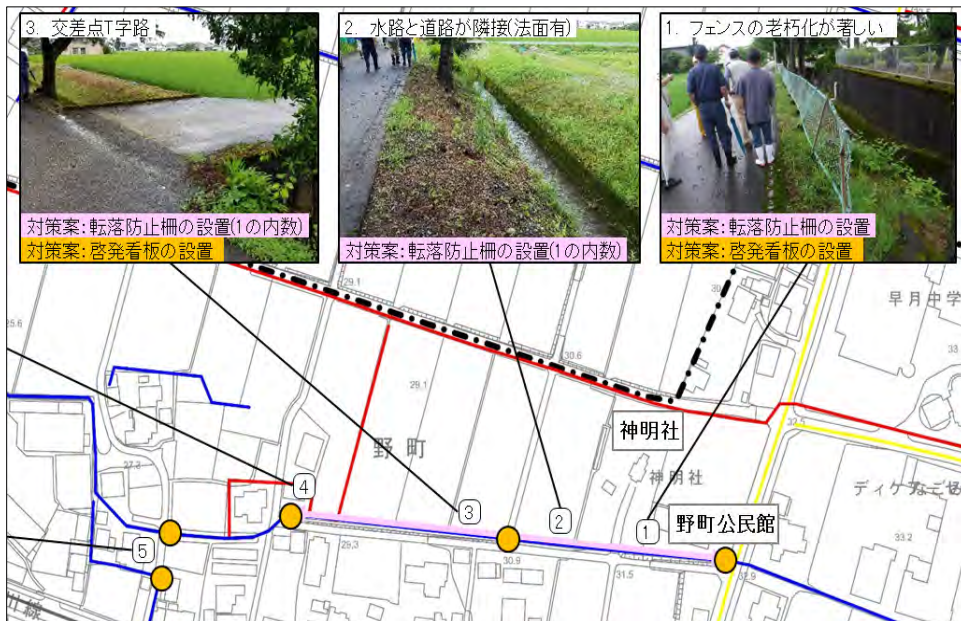 3. 交差点T字路
対策案:転落防止柵の設置(1の内数)
対策案:啓発看板の設置
2. 水路と道路が隣接(法面有)
対策案:転落防止柵の設置(1の内数)
1. フェンスの老朽化が著しい
対策案:転落防止柵の設置
対策案:啓発看板の設置
29.1
25.6
30.6
早月中学
33
29.1
野町
神明社
32.5
27.3
4
3
2
神明社
1
野町公民館
33.2
5
29.3
30.9
31.5
32.9
川線